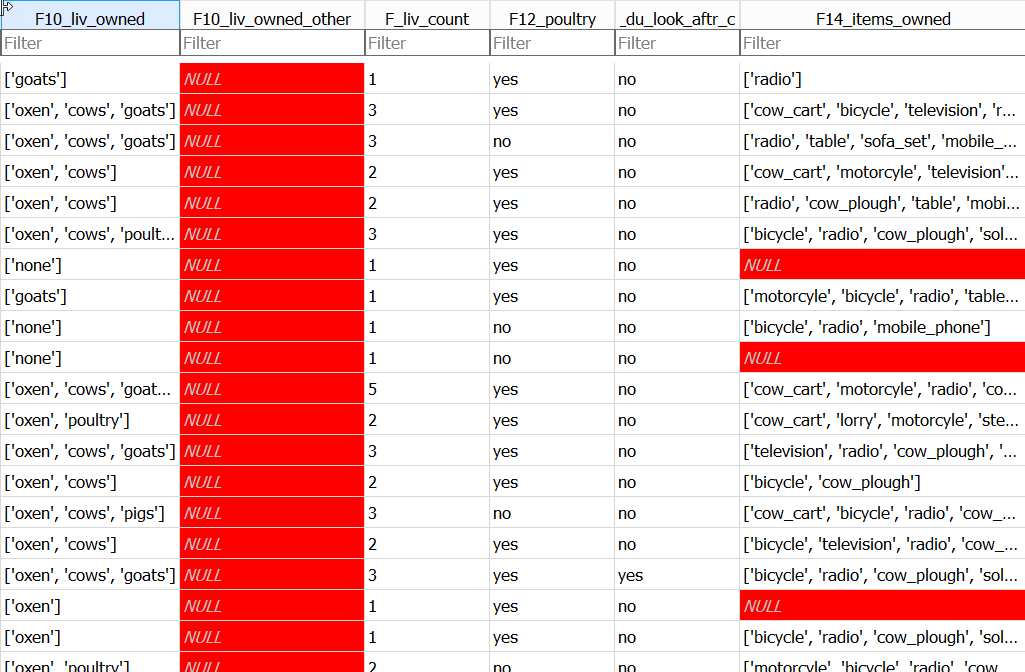 F10_liv_owned F10_liv_owned_other F_liv_count F12_poultry _du_look_aftr_c F14_items_owned
Filter Filter Filter Filter Filter Filter
['goats'] NULL 1 yes no ['radio']
['oxen', 'cows', 'goats'] NULL 3 yes no ['cow_cart', 'bicycle', 'television', 'r...
['oxen', 'cows', 'goats'] NULL 3 no no ['radio', 'table', 'sofa_set', 'mobile_...
['oxen', 'cows'] NULL 2 yes no ['cow_cart', 'motorcyle', 'television'...
['oxen', 'cows'] NULL 2 yes no ['radio', 'cow_plough', 'table', 'mobi...
['oxen', 'cows', 'poult... NULL 3 yes no ['bicycle', 'radio', 'cow_plough', 'sol...
['none'] NULL 1 yes no NULL
['goats'] NULL 1 yes no ['motorcyle', 'bicycle', 'radio', 'table...
['none'] NULL 1 no no ['bicycle', 'radio', 'mobile_phone']
['none'] NULL 1 no no NULL
['oxen', 'cows', 'goat... NULL 5 yes no ['cow_cart', 'motorcyle', 'radio', 'co...
['oxen', 'poultry'] NULL 2 yes no ['cow_cart', 'lorry', 'motorcyle', 'ste...
['oxen', 'cows', 'goats'] NULL 3 yes no ['television', 'radio', 'cow_plough', '...
['oxen', 'cows'] NULL 2 yes no ['bicycle', 'cow_plough']
['oxen', 'cows', 'pigs'] NULL 3 no no ['cow_cart', 'bicycle', 'radio', 'cow_...
['oxen', 'cows'] NULL 2 yes no ['bicycle', 'television', 'radio', 'cow_...
['oxen', 'cows', 'goats'] NULL 3 yes yes ['bicycle', 'radio', 'cow_plough', 'sol...
['oxen'] NULL 1 yes no NULL
['oxen'] NULL 1 yes no ['bicycle', 'radio', 'cow_plough', 'sol...
['oxen', 'poultry'] NULL 2 no no ['motorcyle', 'bicycle', 'radio', 'cow_...